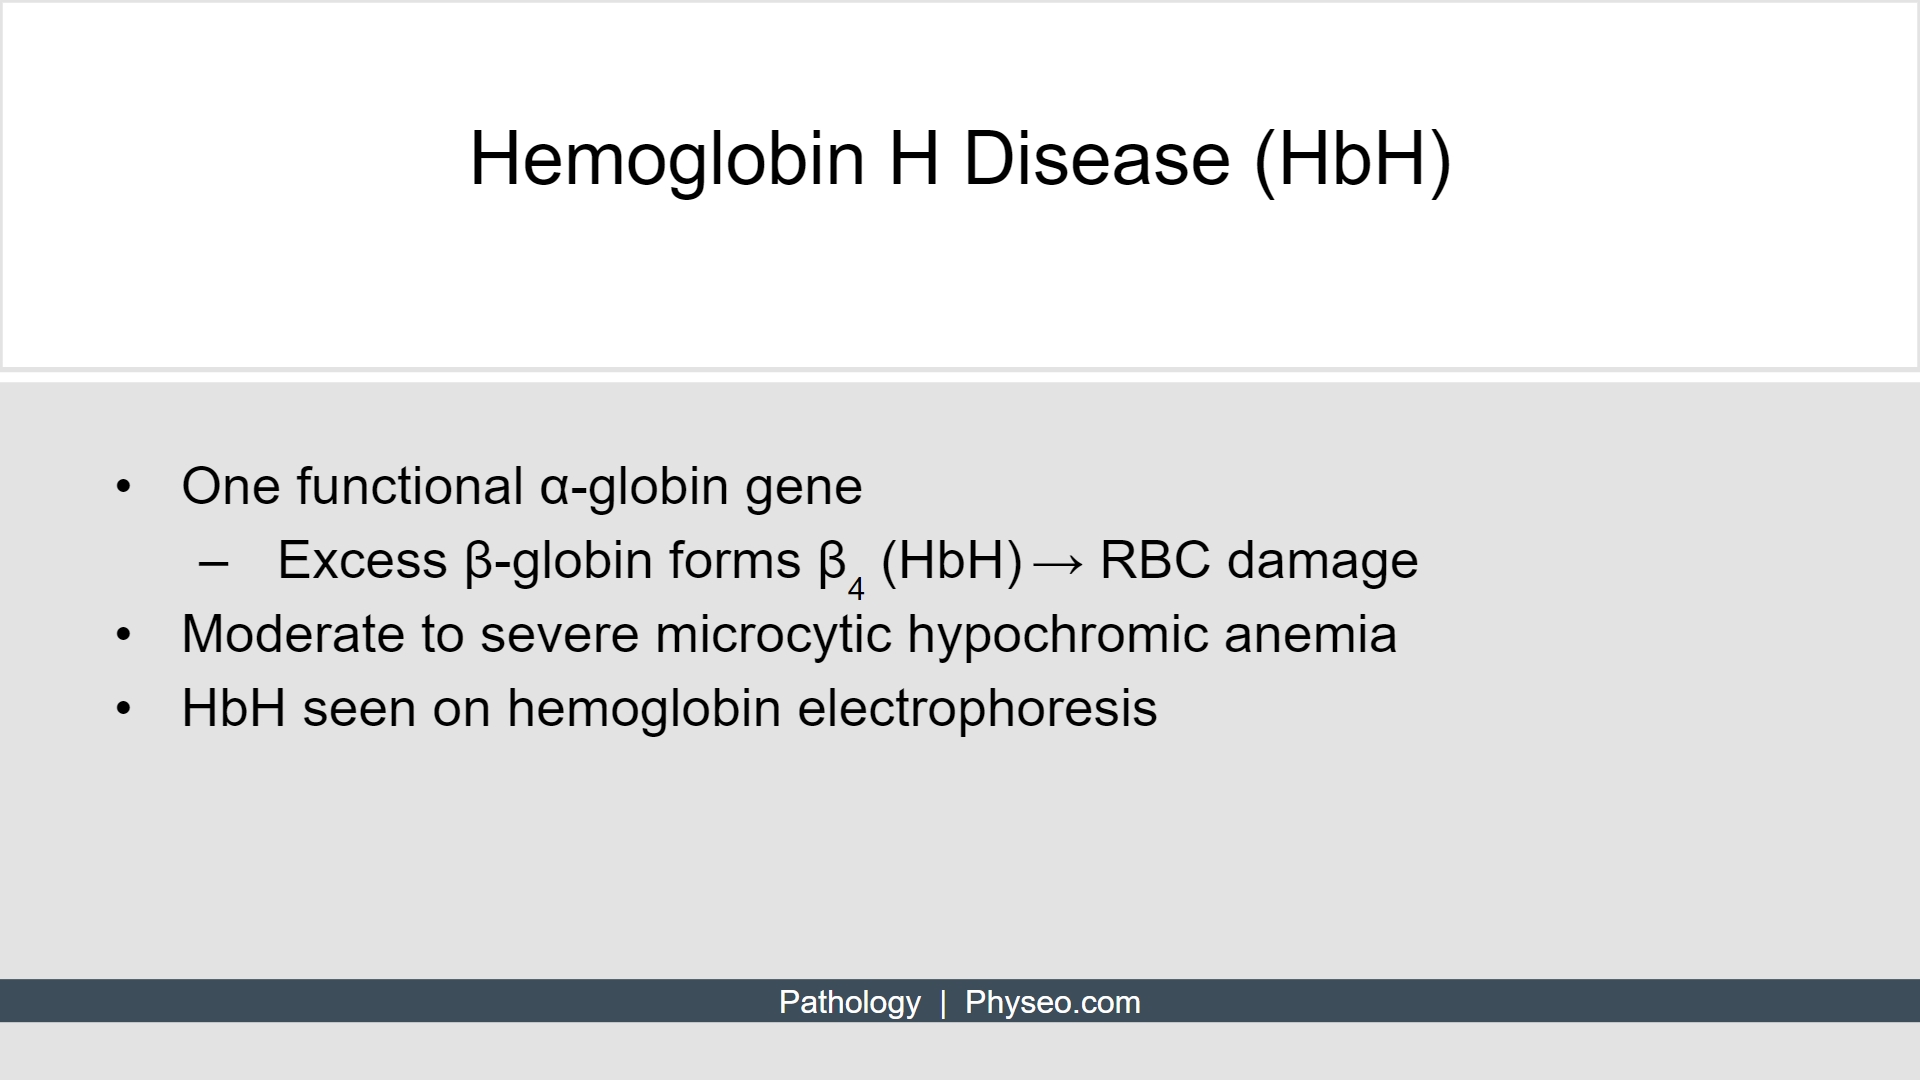 Hemoglobin H Disease (HbH)
• One functional α-globin gene
– Excess β-globin forms β₄ (HbH) → RBC damage
• Moderate to severe microcytic hypochromic anemia
• HbH seen on hemoglobin electrophoresis
Pathology | Physeo.com